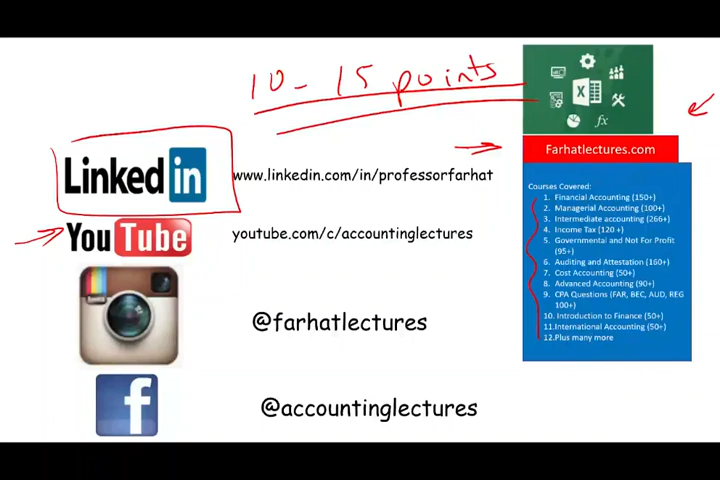 10 - 15 points
Farhatlectures.com
Linked in
www.linkedin.com/in/professorfarhat
You Tube
youtube.com/c/accountinglectures
@farhatlectures
f
@accountinglectures
X
fx
Courses Covered:
1. Financial Accounting (150+)
2. Managerial Accounting (100+)
3. Intermediate accounting (266+)
4. Income Tax (120 +)
5. Governmental and Not For Profit
(95+)
6. Auditing and Attestation (160+)
7. Cost Accounting (50+)
8. Advanced Accounting (90+)
9. CPA Questions (FAR, BEC, AUD, REG
100+)
10. Introduction to Finance (50+)
11.International Accounting (50+)
12.Plus many more